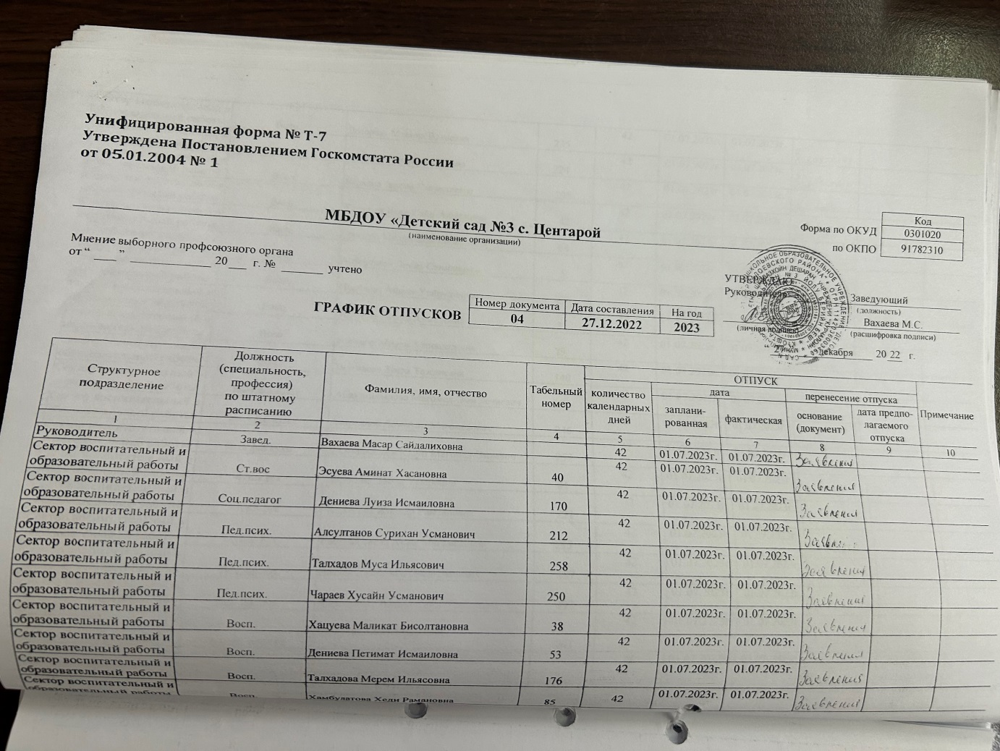 Унифицированная форма № Т-7
Утверждена Постановлением Госкомстата России
от 05.01.2004 № 1
МБДОУ «Детский сад №3 с. Центарой
(наименование организации)
Код
Форма по ОКУД 0301020
по ОКПО 91782310
Мнение выборного профсоюзного органа
от “ ____ ” ______________ 20 ___ г. № _______ учтено
УТВЕРЖДАЮ
Руководитель Заведующий
(должность)
Вахаева М.С.
(личная подпись) (расшифровка подписи)
декабря 20 22 г.
ГРАФИК ОТПУСКОВ
Номер документа Дата составления На год
04 27.12.2022 2023
Структурное подразделение
Должность (специальность, профессия) по штатному расписанию
Фамилия, имя, отчество
Табельный номер
ОТПУСК
количество календарных дней
дата
заплани-рованная
фактическая
перенесение отпуска
основание (документ)
дата предпо-лагаемого отпуска
Примечание
1 2 3 4 5 6 7 8 9 10
Руководитель Завед. Вахаева Масар Сайдалиховна 42 01.07.2023г. 01.07.2023г. Заявления
Сектор воспитательный и образовательный работы Ст.вос Эсуева Аминат Хасановна 40 42 01.07.2023г. 01.07.2023г. Заявления
Сектор воспитательный и образовательный работы Соц.педагог Дениева Луиза Исмаиловна 170 42 01.07.2023г. 01.07.2023г. Заявления
Сектор воспитательный и образовательный работы Пед.псих. Алсултанов Сурихан Усманович 212 42 01.07.2023г. 01.07.2023г.
Сектор воспитательный и образовательный работы Пед.псих. Талхадов Муса Ильясович 258 42 01.07.2023г. 01.07.2023г. Заявления
Сектор воспитательный и образовательный работы Пед.псих. Чараев Хусайн Усманович 250 42 01.07.2023г. 01.07.2023г. Заявления
Сектор воспитательный и образовательный работы Восп. Хацуева Маликат Бисолтановна 38 42 01.07.2023г. 01.07.2023г. Заявления
Сектор воспитательный и образовательный работы Восп. Дениева Петимат Исмаиловна 53 42 01.07.2023г. 01.07.2023г. Заявления
Сектор воспитательный и образовательный работы Восп. Талхадова Мерем Ильясовна 176 42 01.07.2023г. 01.07.2023г. Заявления
Сектор воспитательный и образовательный работы Восп. Хамбулатова Хеди Рамановна 85 42 01.07.2023г. 01.07.2023г. Заявления